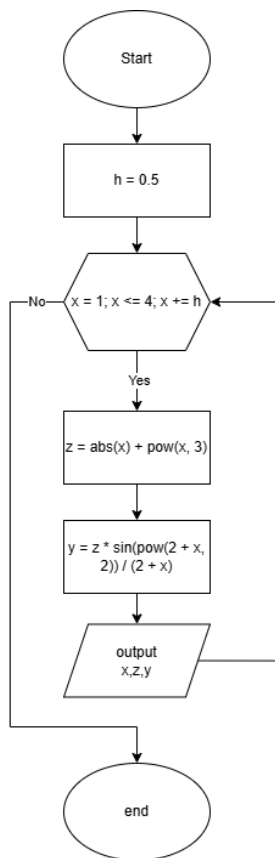 Start
h = 0.5
x = 1; x <= 4; x += h
No
Yes
z = abs(x) + pow(x, 3)
y = z * sin(pow(2 + x,
2)) / (2 + x)
output
x,z,y
end